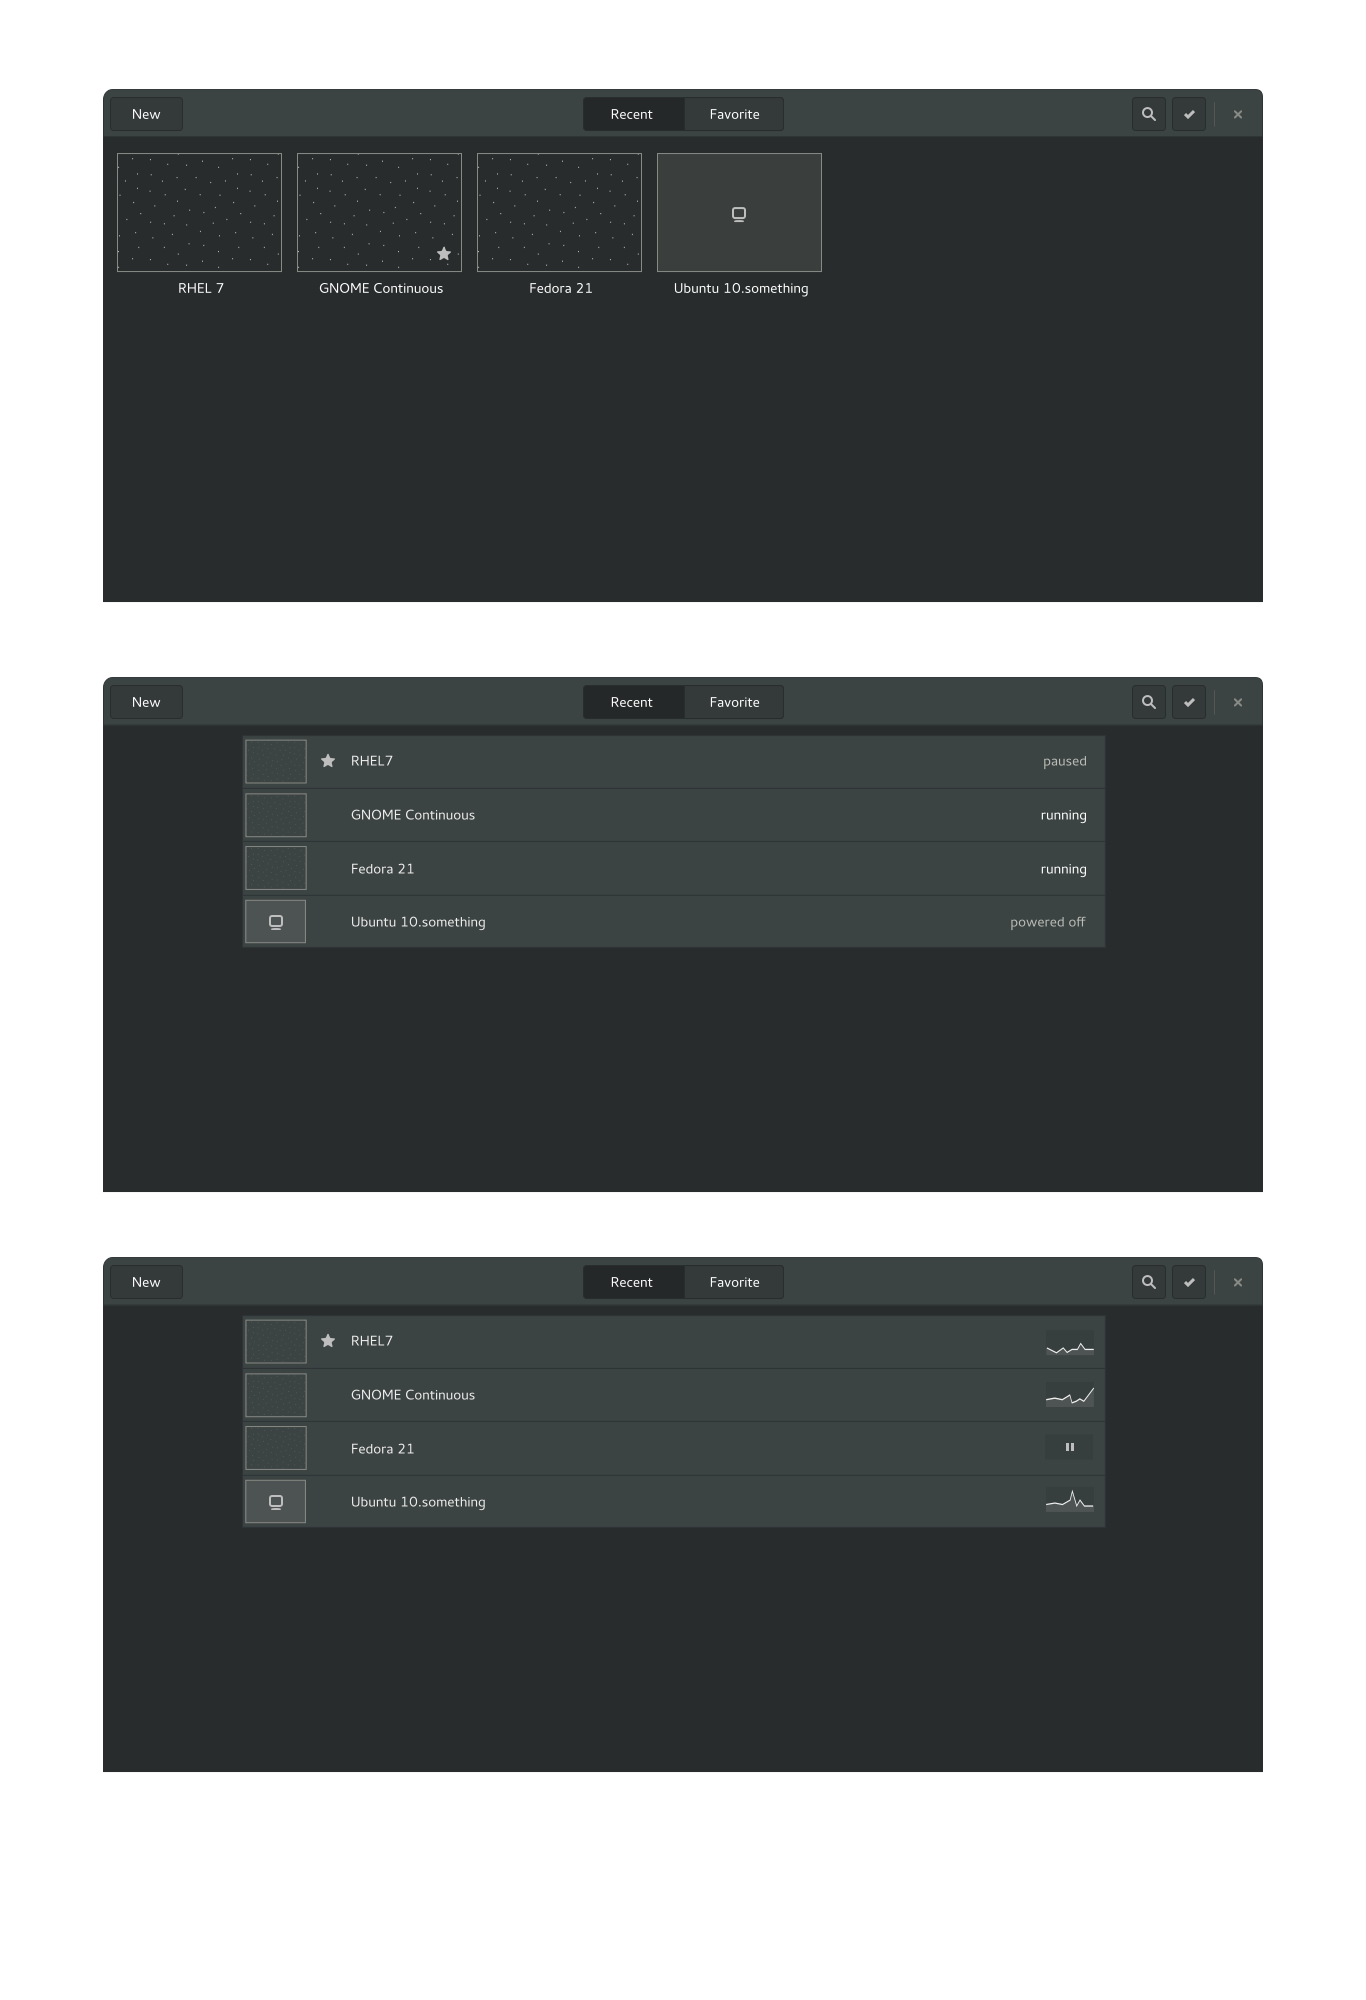 New Recent Favorite
RHEL 7 GNOME Continuous Fedora 21 Ubuntu 10.something
New Recent Favorite
RHEL7 paused
GNOME Continuous running
Fedora 21 running
Ubuntu 10.something powered off
New Recent Favorite
RHEL7
GNOME Continuous
Fedora 21
Ubuntu 10.something